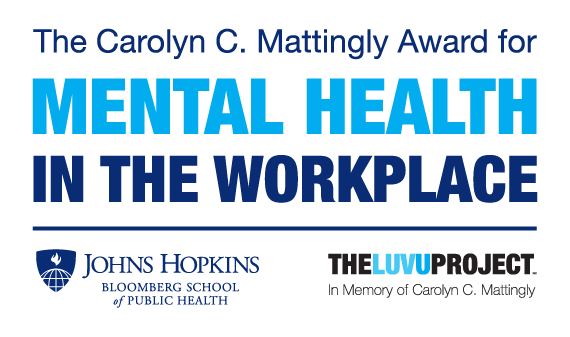 The Carolyn C. Mattingly Award for
MENTAL HEALTH
IN THE WORKPLACE
JOHNS HOPKINS
BLOOMBERG SCHOOL
of PUBLIC HEALTH
THELUVUPROJECT™
In Memory of Carolyn C. Mattingly